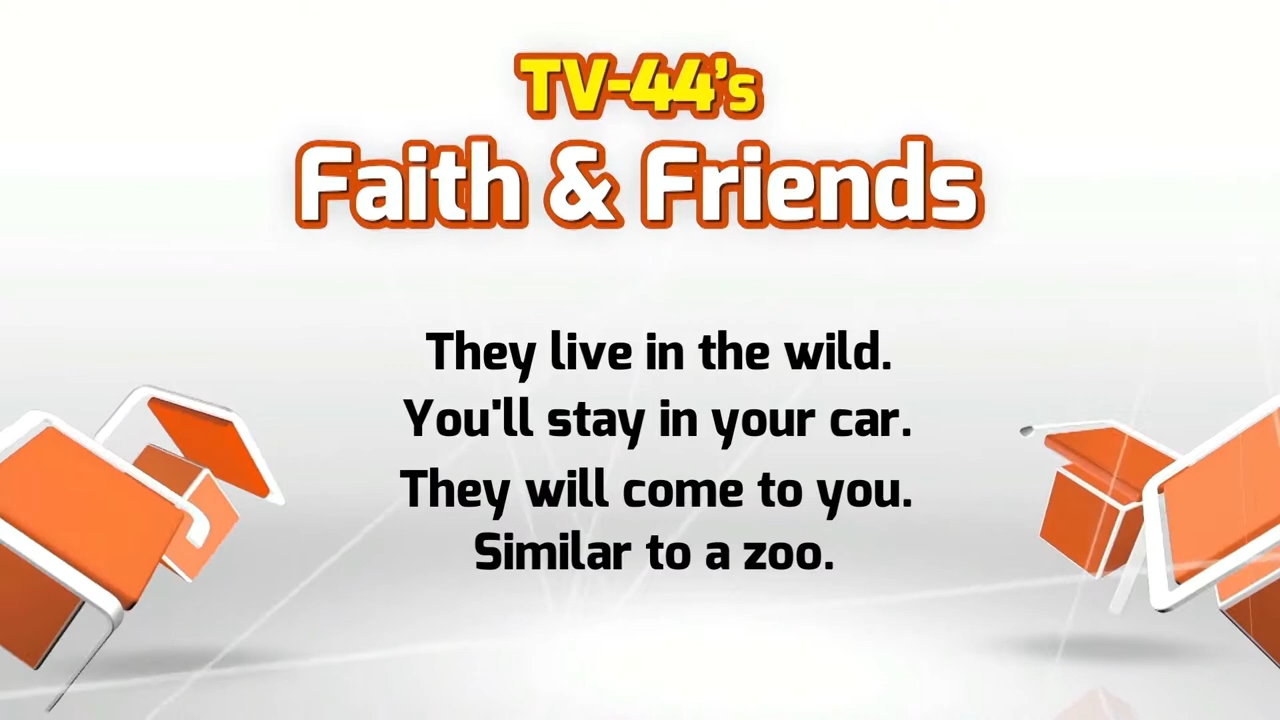 TV-44's
Faith & Friends
They live in the wild.
You'll stay in your car.
They will come to you.
Similar to a zoo.